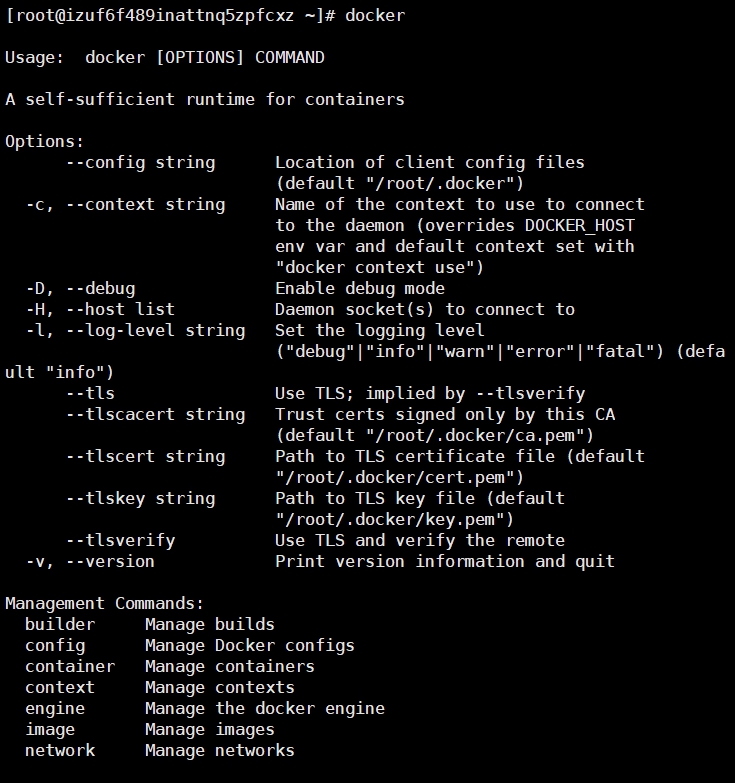 [root@izuf6f489inattnq5zpfcxz ~]# docker
Usage:  docker [OPTIONS] COMMAND
A self-sufficient runtime for containers
Options:
      --config string      Location of client config files
                           (default "/root/.docker")
  -c, --context string     Name of the context to use to connect
                           to the daemon (overrides DOCKER_HOST
                           env var and default context set with
                           "docker context use")
  -D, --debug              Enable debug mode
  -H, --host list          Daemon socket(s) to connect to
  -l, --log-level string   Set the logging level
                           ("debug"|"info"|"warn"|"error"|"fatal") (defa
ult "info")
      --tls                Use TLS; implied by --tlsverify
      --tlscacert string   Trust certs signed only by this CA
                           (default "/root/.docker/ca.pem")
      --tlscert string     Path to TLS certificate file (default
                           "/root/.docker/cert.pem")
      --tlskey string      Path to TLS key file (default
                           "/root/.docker/key.pem")
      --tlsverify          Use TLS and verify the remote
  -v, --version            Print version information and quit
Management Commands:
  builder     Manage builds
  config      Manage Docker configs
  container   Manage containers
  context     Manage contexts
  engine      Manage the docker engine
  image       Manage images
  network     Manage networks